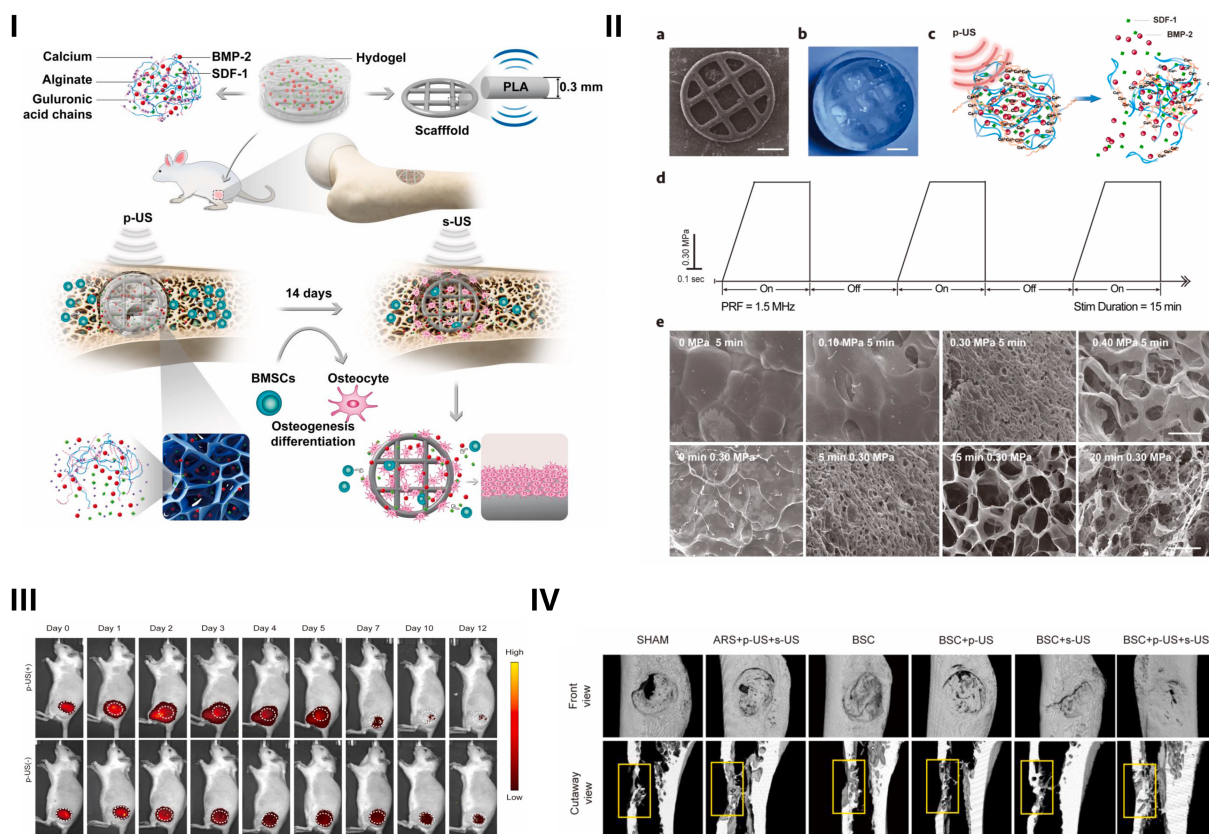 I
Calcium
Alginate
Guluronic
acid chains
BMP-2
SDF-1
Hydogel
PLA
0.3 mm
Scafffold
p-US
s-US
14 days
BMSCs
Osteocyte
Osteogenesis
differentiation
II
a
b
c
p-US
SDF-1
BMP-2
d
0.30 MPa
0.1 sec
On
Off
On
Off
On
PRF = 1.5 MHz
Stim Duration = 15 min
e
0 MPa 5 min
0.10 MPa 5 min
0.30 MPa 5 min
0.40 MPa 5 min
0 min 0.30 MPa
5 min 0.30 MPa
15 min 0.30 MPa
20 min 0.30 MPa
III
Day 0
Day 1
Day 2
Day 3
Day 4
Day 5
Day 7
Day 10
Day 12
p-US(+)
p-US(-)
High
Low
IV
SHAM
ARS+p-US+s-US
BSC
BSC+p-US
BSC+s-US
BSC+p-US+s-US
Front
view
Cutaway
view